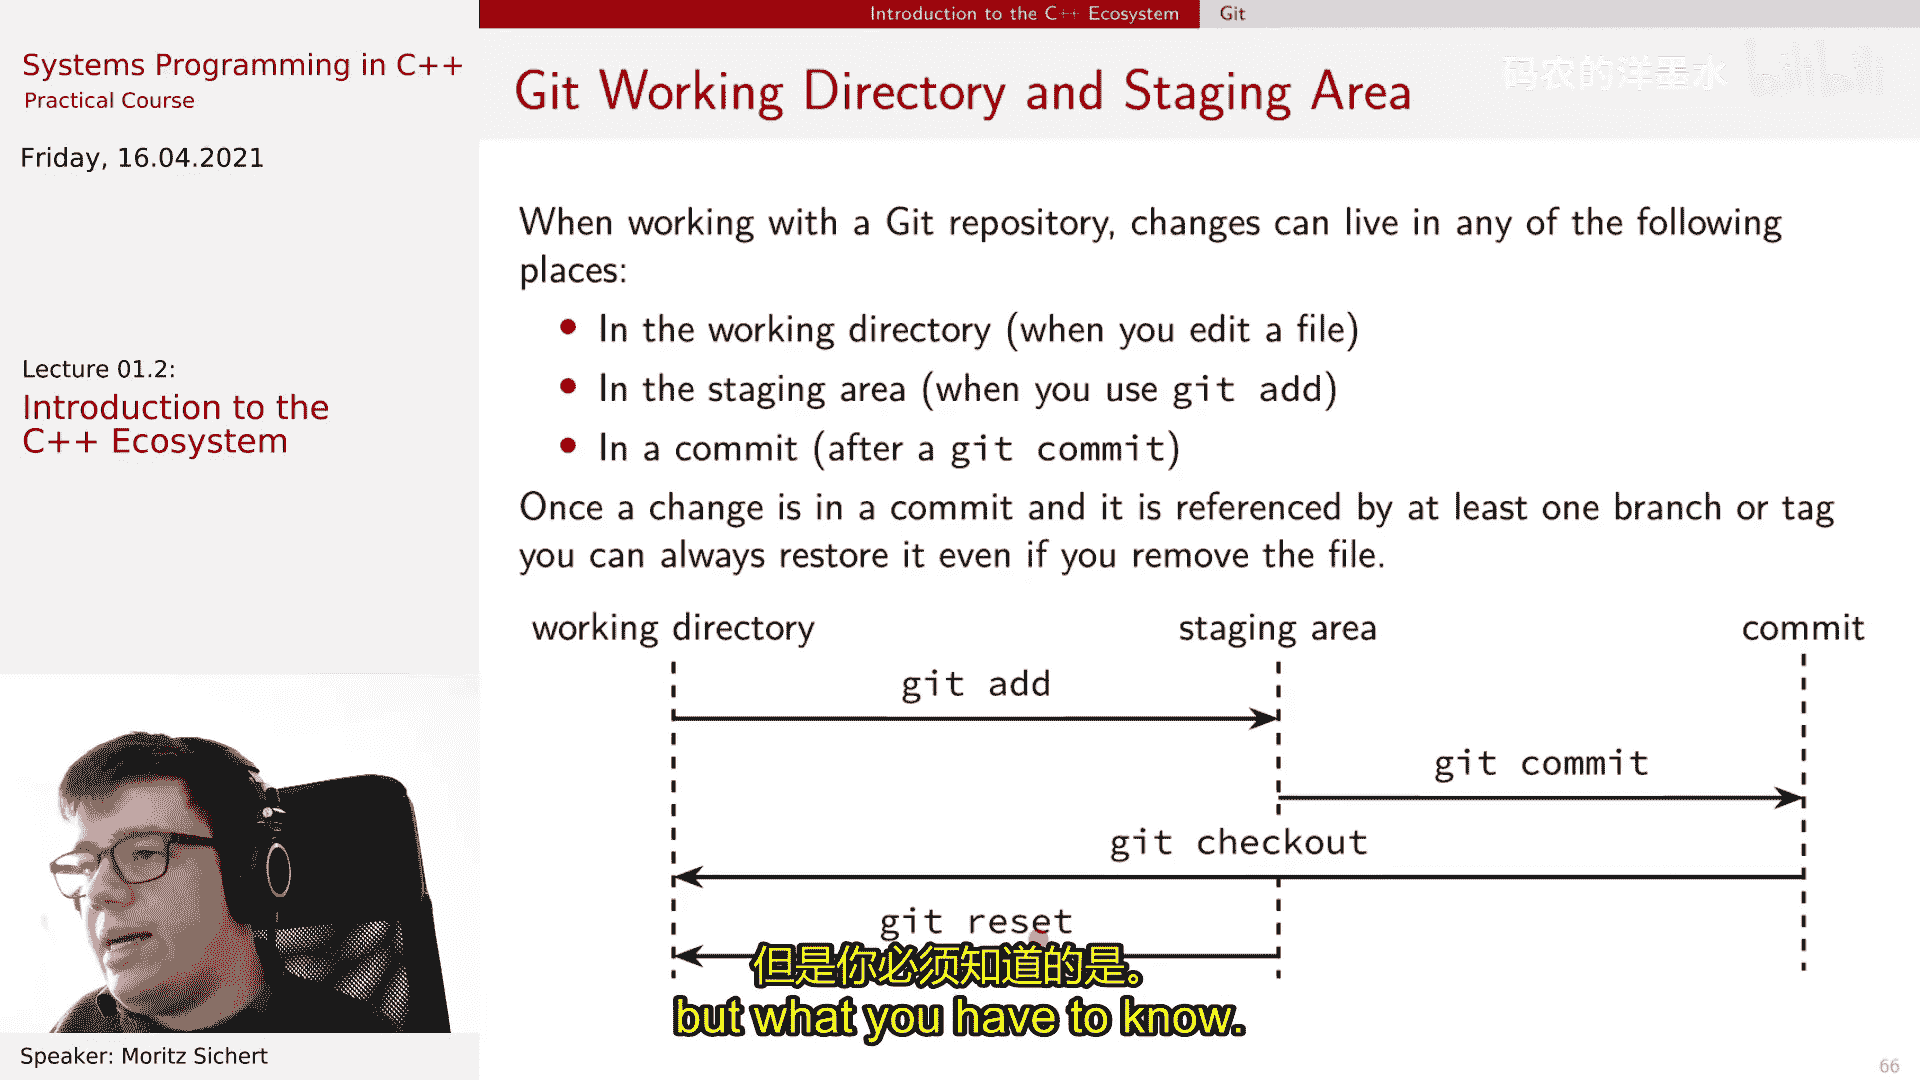 Introduction to the C++ Ecosystem
Git
Systems Programming in C++
Practical Course
Friday, 16.04.2021
Lecture 01.2:
Introduction to the
C++ Ecosystem
Git Working Directory and Staging Area
码农的洋墨水
bilibili
When working with a Git repository, changes can live in any of the following
places:
• In the working directory (when you edit a file)
• In the staging area (when you use git add)
• In a commit (after a git commit)
Once a change is in a commit and it is referenced by at least one branch or tag
you can always restore it even if you remove the file.
working directory
staging area
commit
git add
git commit
git checkout
git reset
但是你必须知道的是。
but what you have to know.
Speaker: Moritz Sichert
66